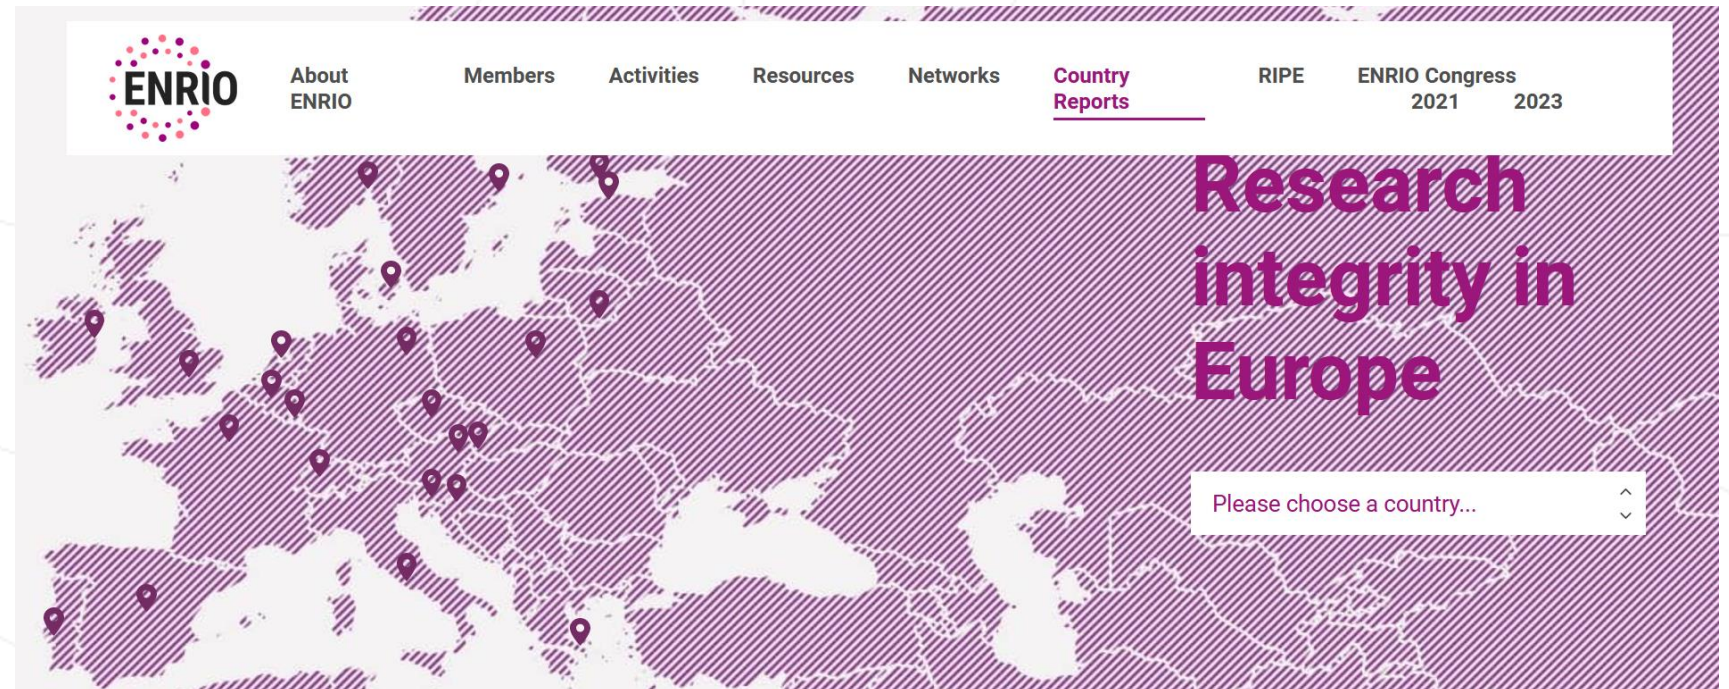 ENRIO
About
ENRIO
Members
Activities
Resources
Networks
Country
Reports
RIPE
ENRIO Congress
2021 2023
Research
integrity in
Europe
Please choose a country...